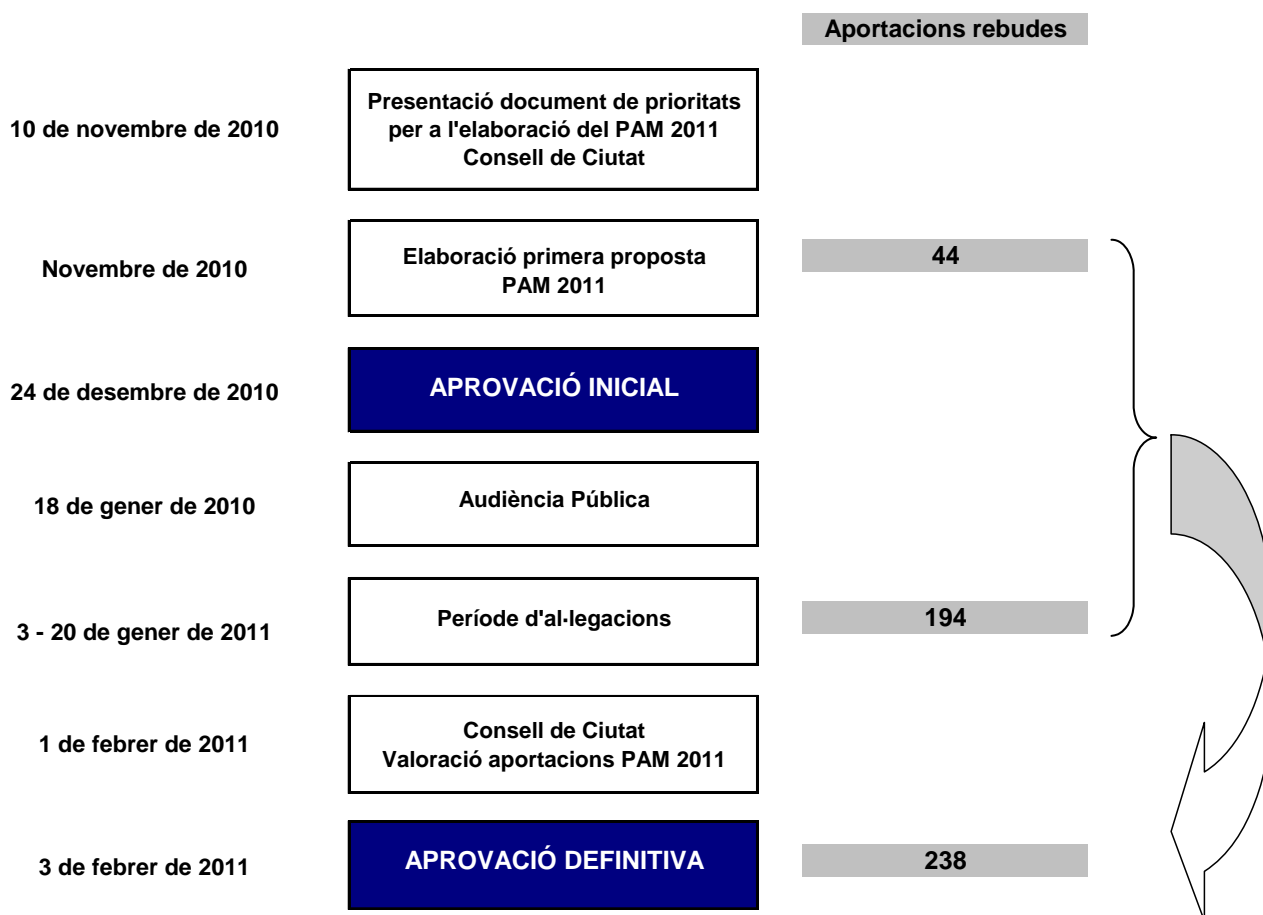 Aportacions rebudes
10 de novembre de 2010
Presentació document de prioritats
per a l'elaboració del PAM 2011
Consell de Ciutat
Novembre de 2010
Elaboració primera proposta
PAM 2011
44
24 de desembre de 2010
APROVACIÓ INICIAL
18 de gener de 2010
Audiència Pública
3 - 20 de gener de 2011
Període d'al·legacions
194
1 de febrer de 2011
Consell de Ciutat
Valoració aportacions PAM 2011
3 de febrer de 2011
APROVACIÓ DEFINITIVA
238